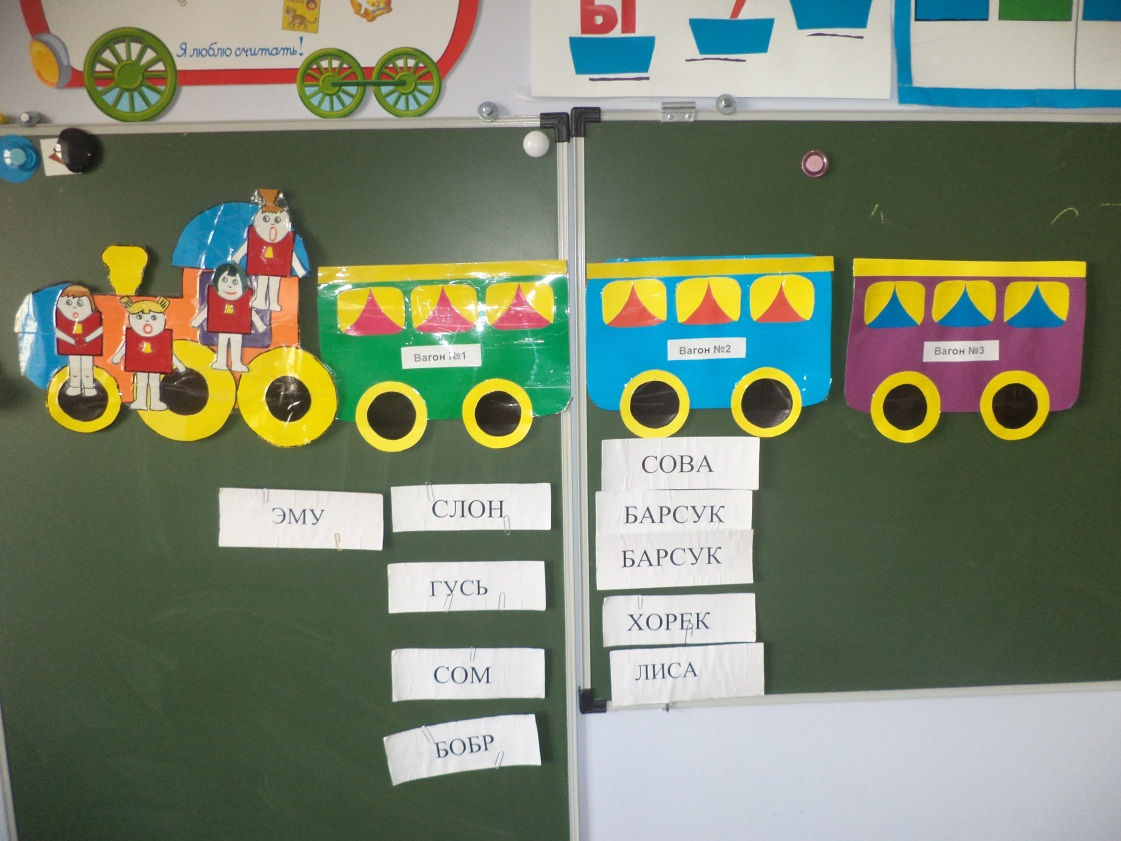 Я люблю считать!
Ы
Вагон №1
Вагон №2
Вагон №3
ЭМУ
СЛОН
ГУСЬ
СОМ
БОБР
СОВА
БАРСУК
БАРСУК
ХОРЕК
ЛИСА